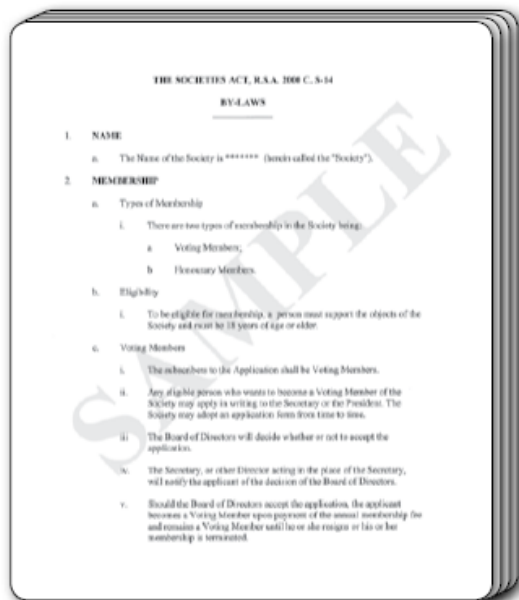 THE SOCIETIES ACT, R.S.A. 2000 C. S-14
BY-LAWS
1. NAME
a. The Name of the Society is ******* (herein called the "Society").
2. MEMBERSHIP
a. Types of Membership
i. There are two types of membership in the Society being:
a Voting Members;
b Honorary Members.
b. Eligibility
i. To be eligible for membership, a person must support the objects of the
Society and must be 18 years of age or older.
c. Voting Members
i. The subscribers to the Application shall be Voting Members.
ii. Any eligible person who wants to become a Voting Member of the
Society may apply in writing to the Secretary or the President. The
Society may adopt an application form from time to time.
iii The Board of Directors will decide whether or not to accept the
application.
iv. The Secretary, or other Director acting in the place of the Secretary,
will notify the applicant of the decision of the Board of Directors.
v. Should the Board of Directors accept the application, the applicant
becomes a Voting Member upon payment of the annual membership fee
and remains a Voting Member until he or she resigns or his or her
membership is terminated.
SAMPLE